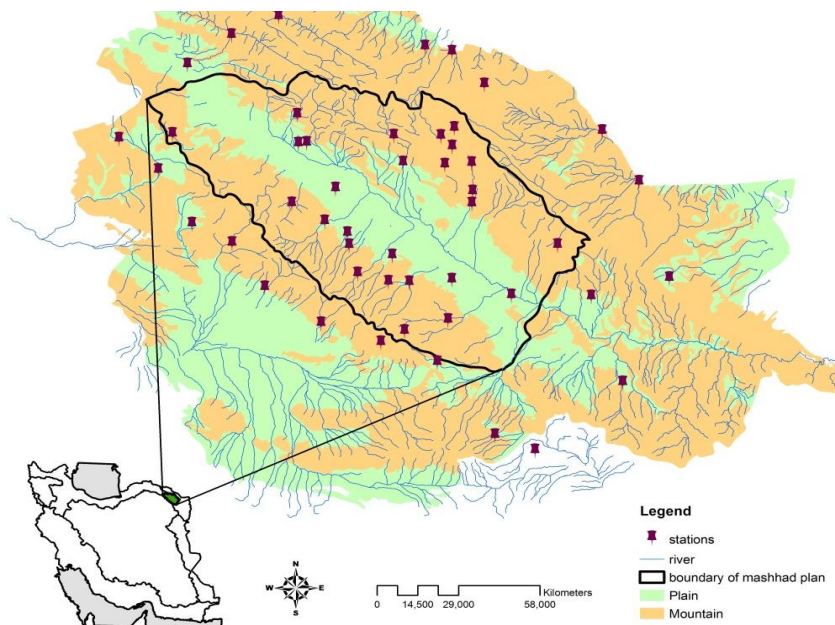 Legend
stations
river
boundary of mashhad plan
Plain
Mountain
N
W E
S
Kilometers
0 14,500 29,000 58,000